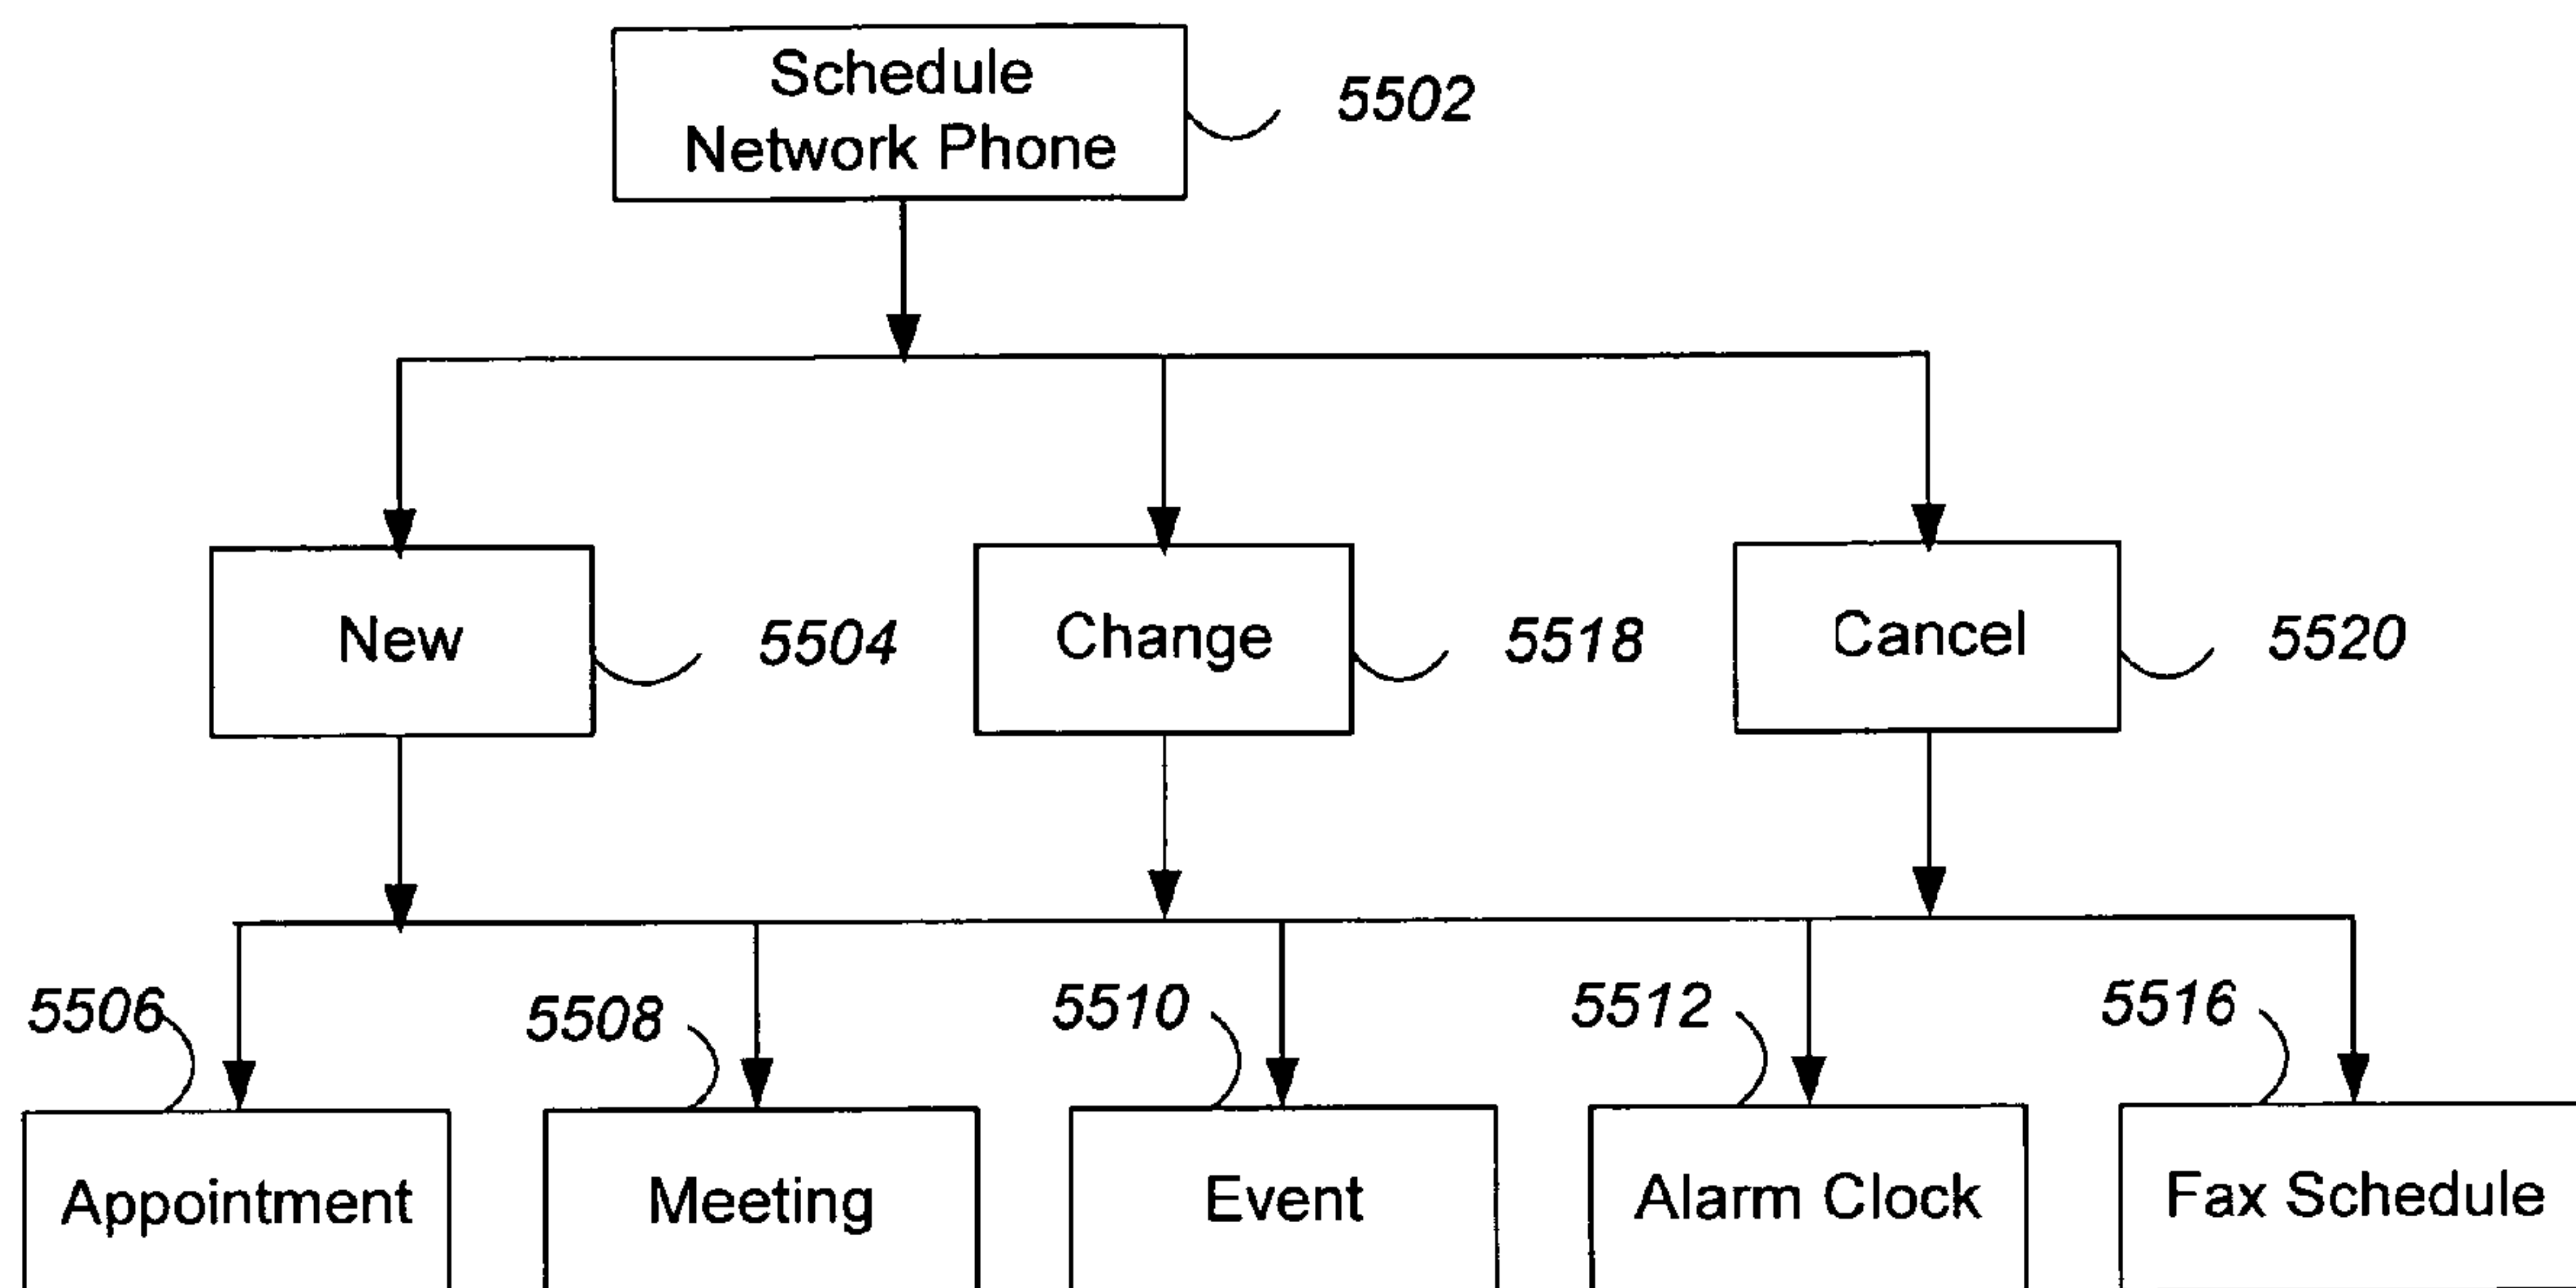 Schedule
Network Phone
5502
New
5504
Change
5518
Cancel
5520
5506
5508
5510
5512
5516
Appointment
Meeting
Event
Alarm Clock
Fax Schedule